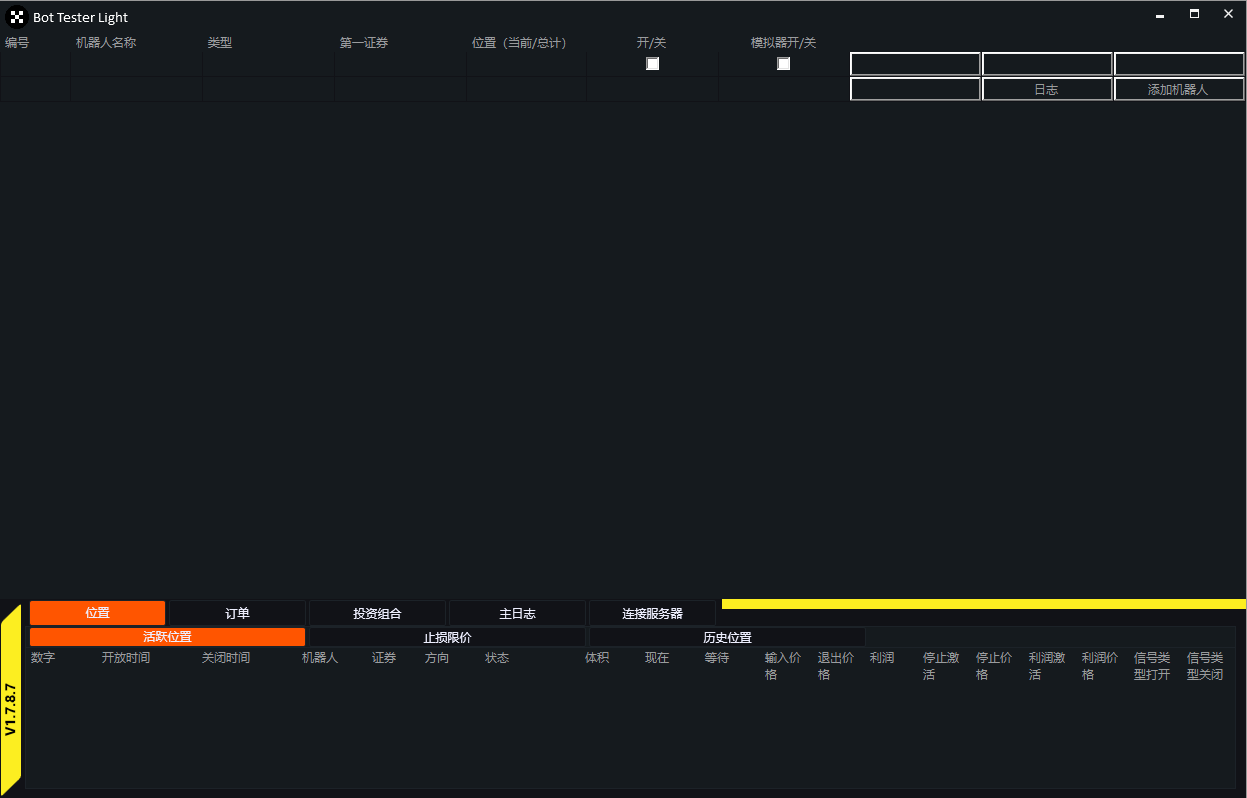 Bot Tester Light
编号 机器人名称 类型 第一证券 位置（当前/总计） 开/关 模拟器开/关
日志 添加机器人
位置 订单 投资组合 主日志 连接服务器
活跃位置 止损限价 历史位置
数字 开放时间 关闭时间 机器人 证券 方向 状态 体积 现在 等待 输入价格 退出价格 利润 停止激活 停止价格 利润激活 利润价格 信号类型打开 信号类型关闭
V1.7.8.7